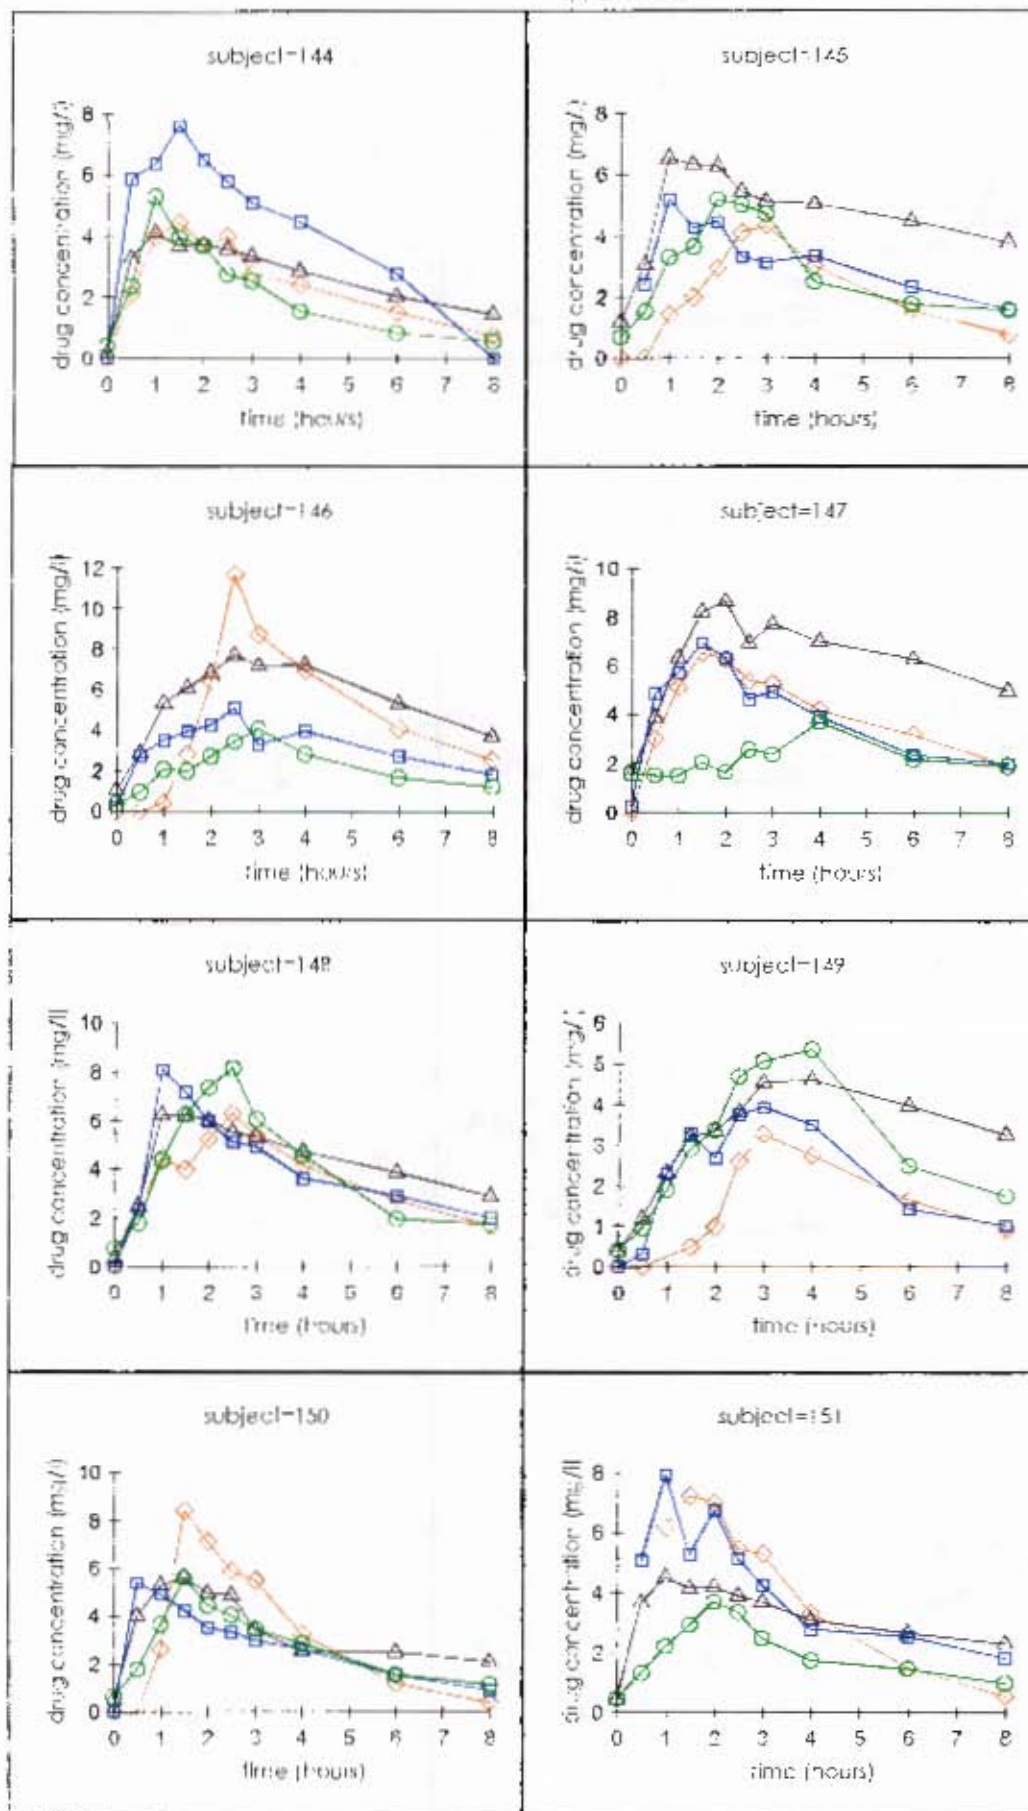 subject=144
drug concentration (mg/l)
8
6
4
2
0
0 1 2 3 4 5 6 7 8
time (hours)
subject=145
drug concentration (mg/l)
8
6
4
2
0
0 1 2 3 4 5 6 7 8
time (hours)
subject=146
drug concentration (mg/l)
12
10
8
6
4
2
0
0 1 2 3 4 5 6 7 8
time (hours)
subject=147
drug concentration (mg/l)
10
8
6
4
2
0
0 1 2 3 4 5 6 7 8
time (hours)
subject=148
drug concentration (mg/l)
10
8
6
4
2
0
0 1 2 3 4 5 6 7 8
time (hours)
subject=149
drug concentration (mg/l)
6
5
4
3
2
1
0
0 1 2 3 4 5 6 7 8
time (hours)
subject=150
drug concentration (mg/l)
10
8
6
4
2
0
0 1 2 3 4 5 6 7 8
time (hours)
subject=151
drug concentration (mg/l)
8
6
4
2
0
0 1 2 3 4 5 6 7 8
time (hours)